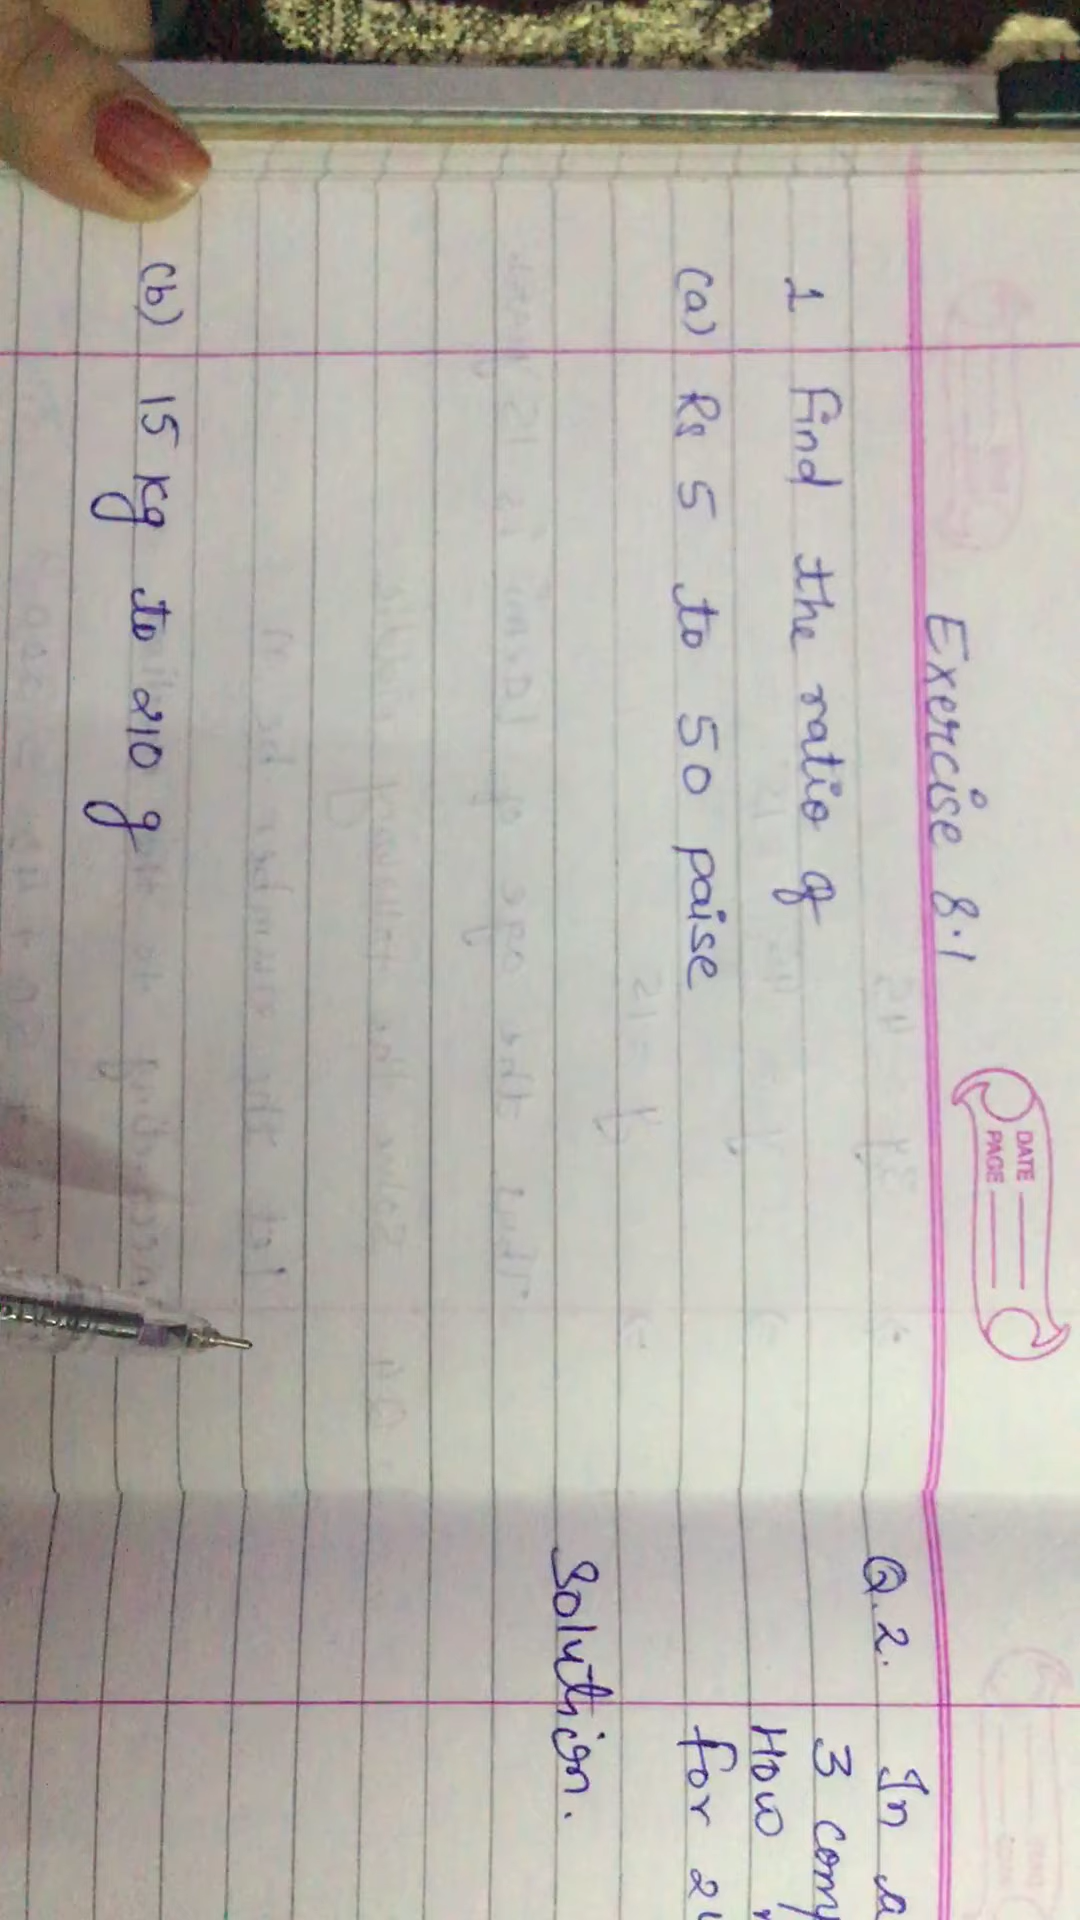 Exercise 8.1
DATE
PAGE
1 Find the ratio of
(a) Rs 5 to 50 paise
(b) 15 kg to 210 g
Q.2. In a
3 comp
How
for 24
Solution.